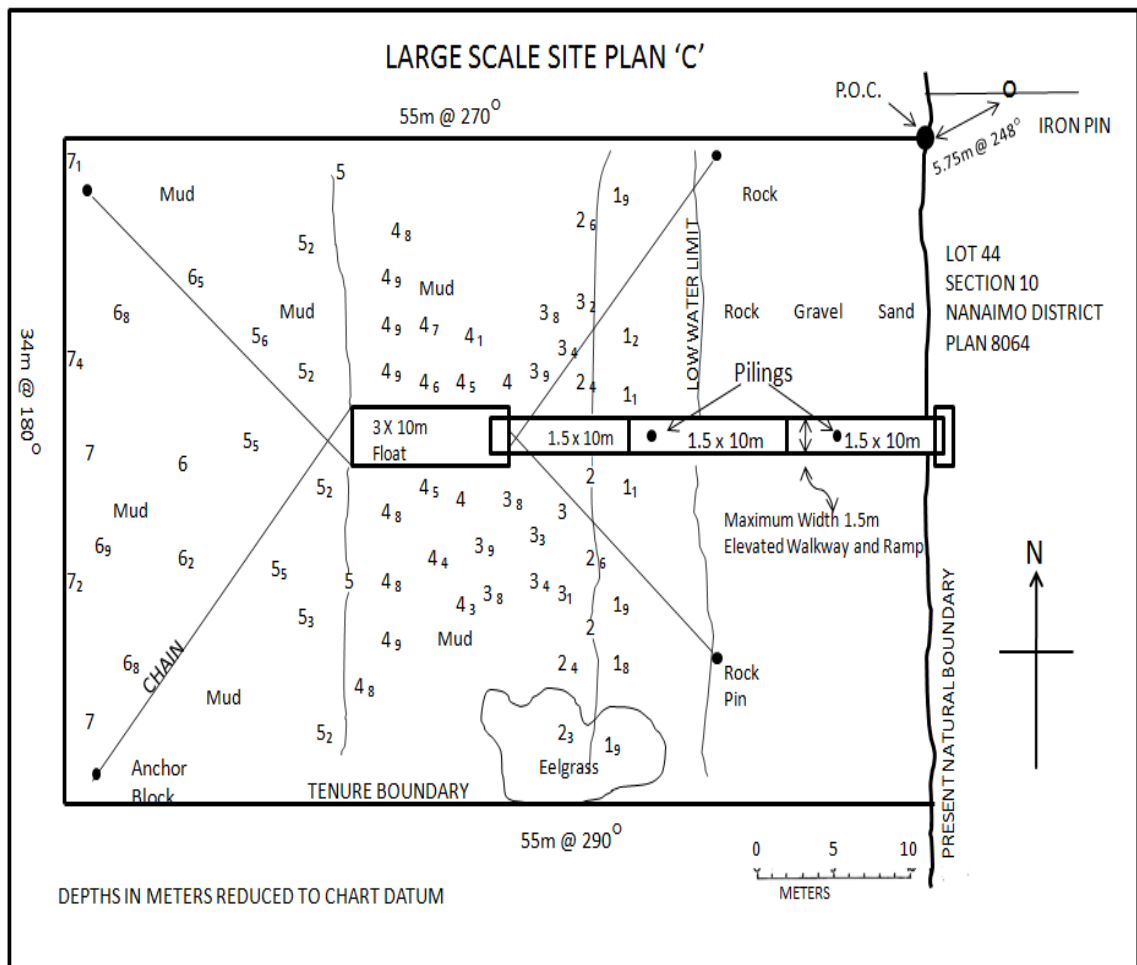 LARGE SCALE SITE PLAN ‘C’
P.O.C.
55m @ 270°
IRON PIN
5.75m @ 248°
7₁
5
Mud
1₉
Rock
2₆
4₈
5₂
LOW WATER LIMIT
LOT 44
SECTION 10
NANAIMO DISTRICT
PLAN 8064
6₅
4₉
Mud
3₂
6₈
Mud
3₈
Rock Gravel Sand
4₉
4₇
5₆
4₁
1₂
34m @ 180°
7₄
3₄
5₂
4₉
4₆
4₅
4
3₉
2₄
1₁
Pilings
3 X 10m
Float
1.5 x 10m
1.5 x 10m
1.5 x 10m
7
5₅
6
2
5₂
4₅
4
3₈
1₁
4₈
3
Mud
Maximum Width 1.5m
Elevated Walkway and Ramp
6₉
3₃
6₂
4₄
3₉
2₆
N
5₅
7₂
5
4₈
3₄
3₁
3₈
4₃
1₉
5₃
4₉
Mud
2
6₈
2₄
1₈
Rock
Pin
CHAIN
Mud
4₈
7
5₂
2₃
1₉
Eelgrass
Anchor
Block
TENURE BOUNDARY
PRESENT NATURAL BOUNDARY
55m @ 290°
0 5 10
METERS
DEPTHS IN METERS REDUCED TO CHART DATUM